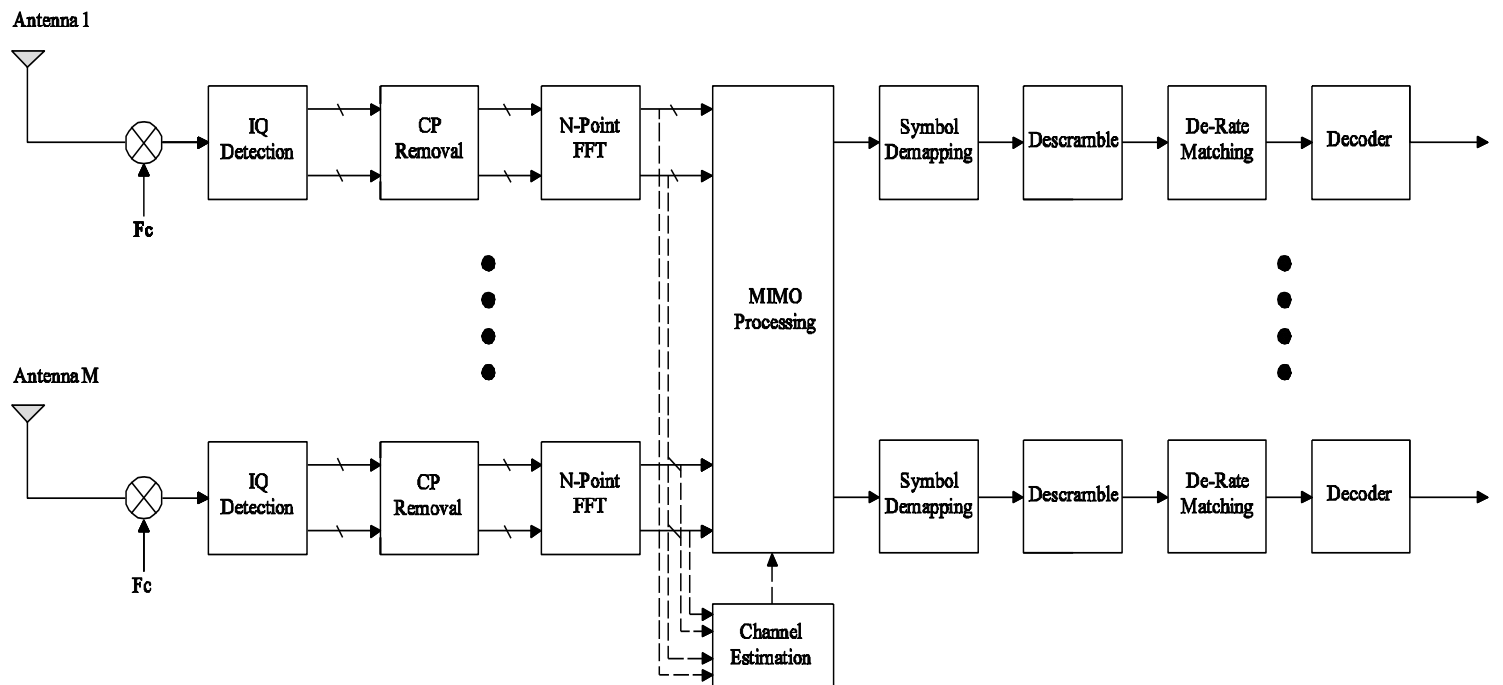 Antenna 1
Fc
IQ
Detection
CP
Removal
N-Point
FFT
MIMO
Processing
Symbol
Demapping
Descramble
De-Rate
Matching
Decoder
Antenna M
Fc
IQ
Detection
CP
Removal
N-Point
FFT
Symbol
Demapping
Descramble
De-Rate
Matching
Decoder
Channel
Estimation